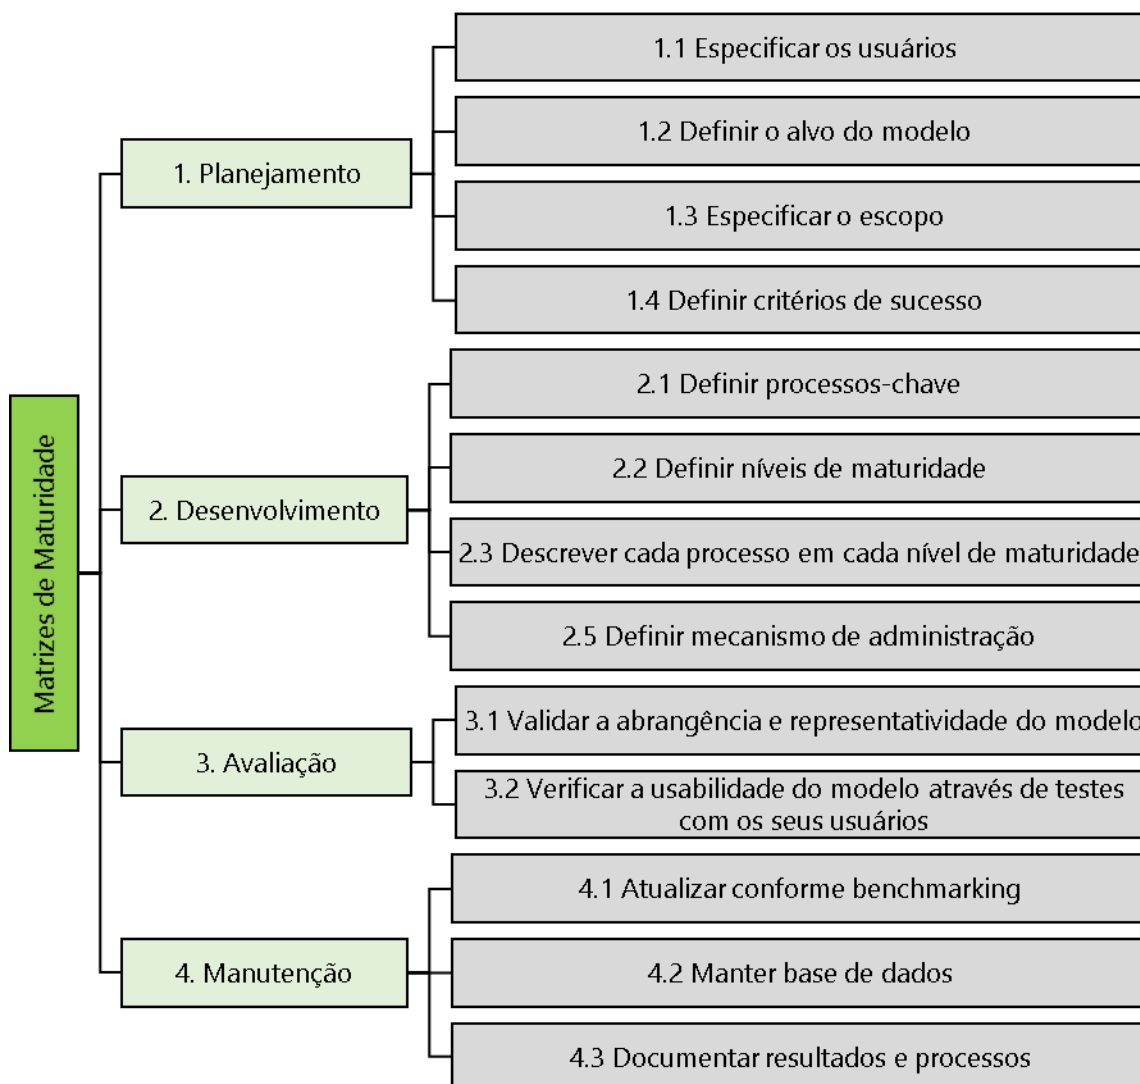 Matrizes de Maturidade
1. Planejamento
1.1 Especificar os usuários
1.2 Definir o alvo do modelo
1.3 Especificar o escopo
1.4 Definir critérios de sucesso
2. Desenvolvimento
2.1 Definir processos-chave
2.2 Definir níveis de maturidade
2.3 Descrever cada processo em cada nível de maturidade
2.5 Definir mecanismo de administração
3. Avaliação
3.1 Validar a abrangência e representatividade do modelo
3.2 Verificar a usabilidade do modelo através de testes
com os seus usuários
4. Manutenção
4.1 Atualizar conforme benchmarking
4.2 Manter base de dados
4.3 Documentar resultados e processos